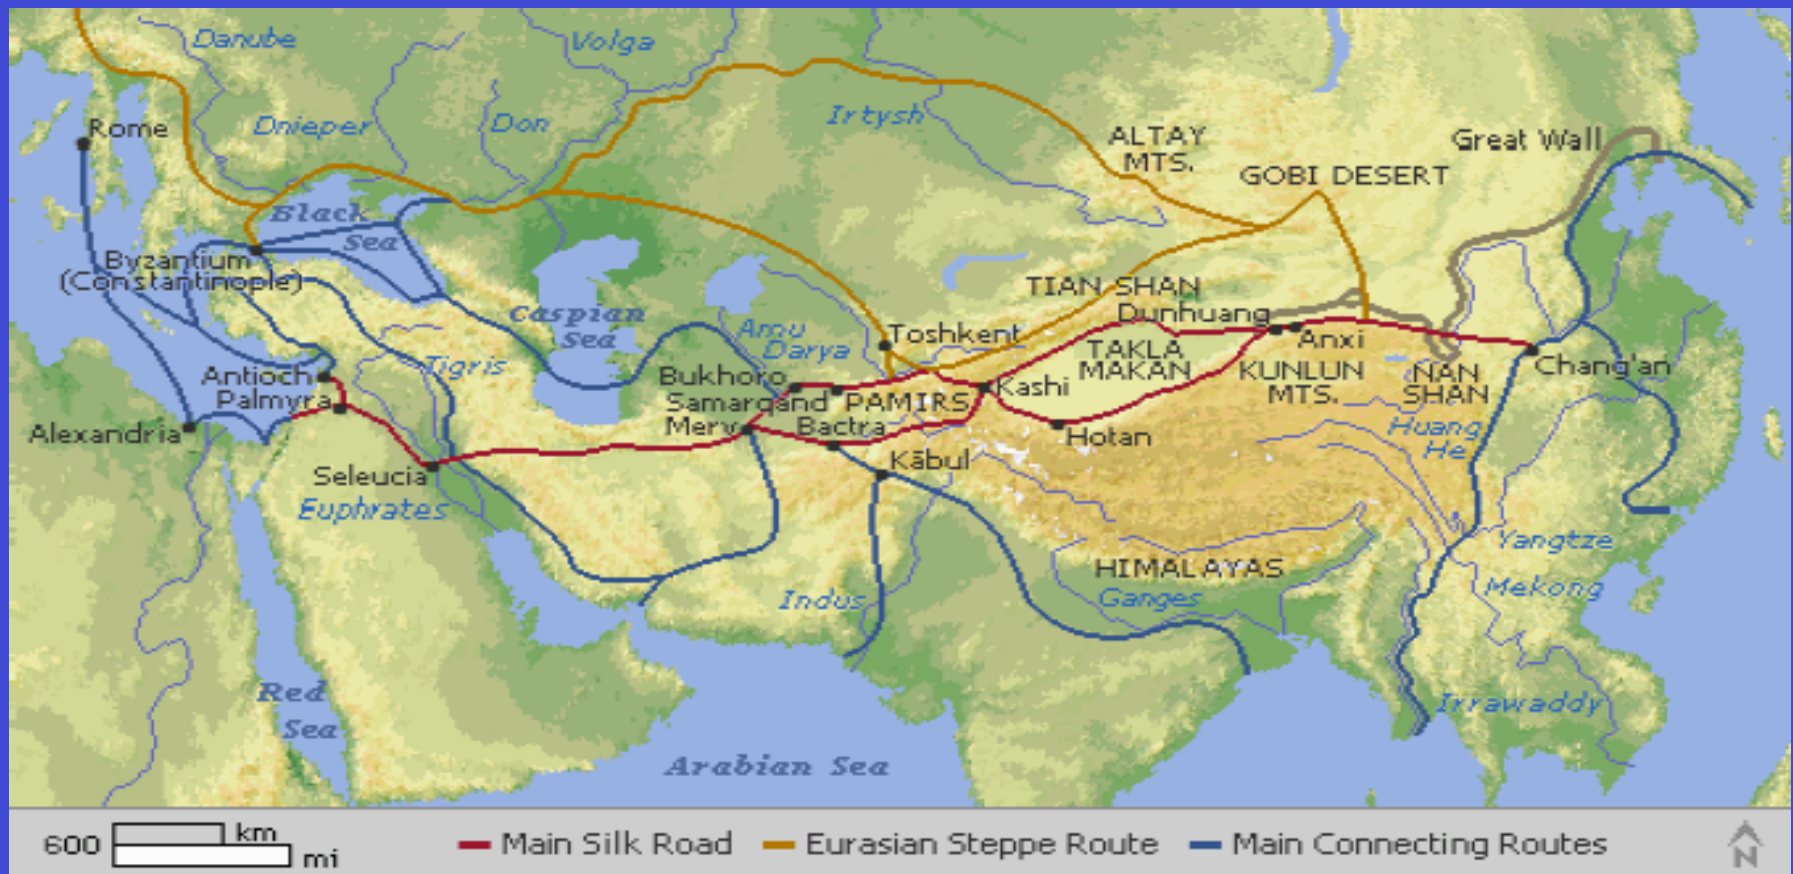 Danube
Volga
Rome
Dnieper
Don
Irtysh
ALTAY
MTS.
Great Wall
GOBI DESERT
Black
Sea
Byzantium
(Constantinople)
Caspian
Sea
TIAN SHAN
Dunhuang
Amu
Darya
Toshkent
Anxi
TAKLA
MAKAN
Chang'an
Tigris
Antioch
Palmyra
Bukhoro
Samarqand
PAMIRS
Kashi
KUNLUN
MTS.
NAN
SHAN
Alexandria
Merv
Bactra
Hotan
Huang
He
Seleucia
Kābul
Euphrates
Yangtze
HIMALAYAS
Indus
Ganges
Mekong
Red
Sea
Irrawaddy
Arabian Sea
600 km
mi
Main Silk Road
Eurasian Steppe Route
Main Connecting Routes
N